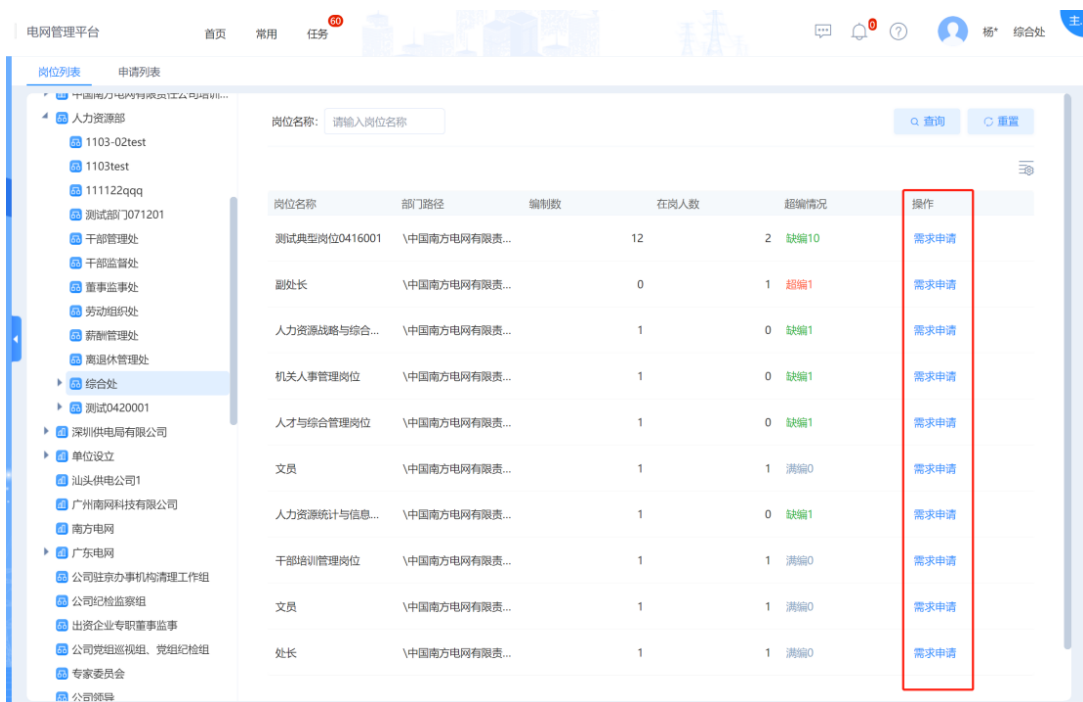 电网管理平台 首页 常用 任务 60 0 杨* 综合处 主
岗位列表 申请列表
中国南方电网有限责任公司培训...
人力资源部
1103-02test
1103test
111122qqq
测试部门071201
干部管理处
干部监督处
董事监事处
劳动组织处
薪酬管理处
离退休管理处
综合处
测试0420001
深圳供电局有限公司
单位设立
汕头供电公司1
广州南网科技有限公司
南方电网
广东电网
公司驻京办事机构清理工作组
公司纪检监察组
出资企业专职董事监事
公司党组巡视组、党组纪检组
专家委员会
公司领导
岗位名称: 请输入岗位名称 查询 重置
岗位名称 部门路径 编制数 在岗人数 超编情况 操作
测试典型岗位0416001 \中国南方电网有限责... 12 2 缺编10 需求申请
副处长 \中国南方电网有限责... 0 1 超编1 需求申请
人力资源战略与综合... \中国南方电网有限责... 1 0 缺编1 需求申请
机关人事管理岗位 \中国南方电网有限责... 1 0 缺编1 需求申请
人才与综合管理岗位 \中国南方电网有限责... 1 0 缺编1 需求申请
文员 \中国南方电网有限责... 1 1 满编0 需求申请
人力资源统计与信息... \中国南方电网有限责... 1 0 缺编1 需求申请
干部培训管理岗位 \中国南方电网有限责... 1 1 满编0 需求申请
文员 \中国南方电网有限责... 1 1 满编0 需求申请
处长 \中国南方电网有限责... 1 1 满编0 需求申请